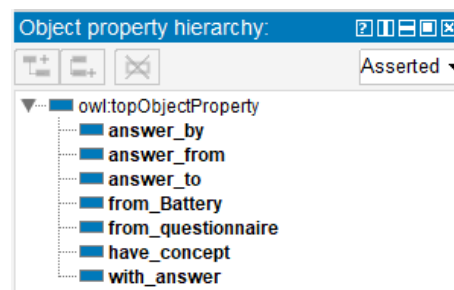 Object property hierarchy:
Asserted
owl:topObjectProperty
answer_by
answer_from
answer_to
from_Battery
from_questionnaire
have_concept
with_answer